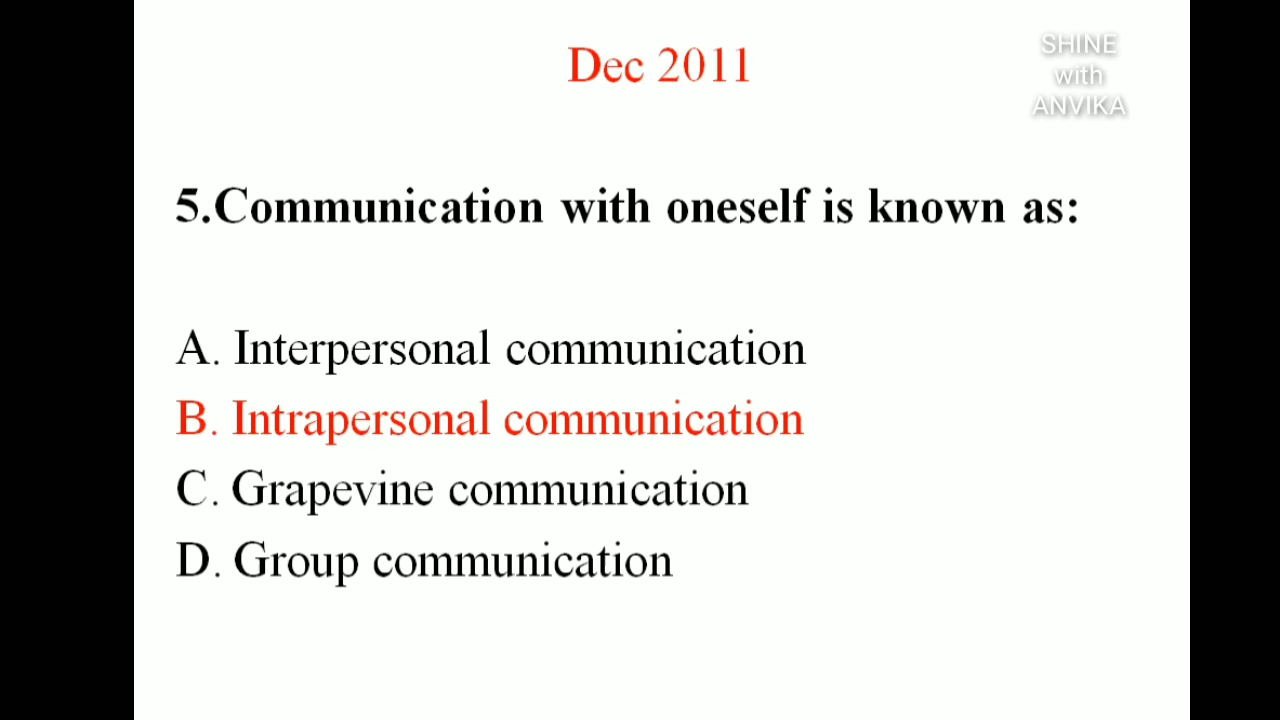 Dec 2011
SHINE
with
ANVIKA
5.Communication with oneself is known as:
A. Interpersonal communication
B. Intrapersonal communication
C. Grapevine communication
D. Group communication